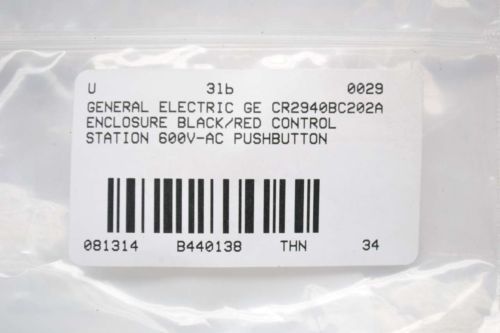 U 31b 0029
GENERAL ELECTRIC GE CR2940BC202A
ENCLOSURE BLACK/RED CONTROL
STATION 600V-AC PUSHBUTTON
081314 B440138 THN 34